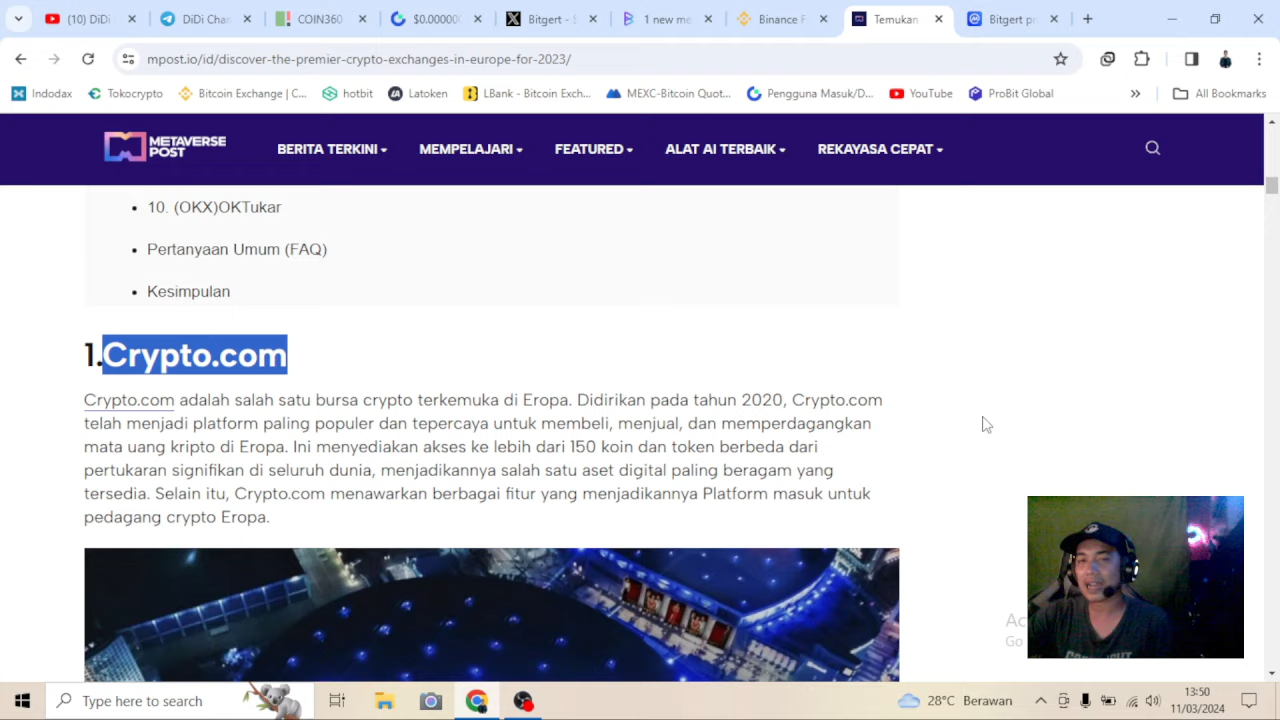 (10) DiDi
DiDi Chan
COIN360
$0.00000
Bitgert - S
1 new me
Binance F
Temukan
Bitgert pr
mpost.io/id/discover-the-premier-crypto-exchanges-in-europe-for-2023/
Indodax
Tokocrypto
Bitcoin Exchange | C...
hotbit
Latoken
LBank - Bitcoin Exch...
MEXC-Bitcoin Quot...
Pengguna Masuk/D...
YouTube
ProBit Global
»
All Bookmarks
METAVERSE POST
BERITA TERKINI
MEMPELAJARI
FEATURED
ALAT AI TERBAIK
REKAYASA CEPAT
• 10. (OKX)OKTukar
• Pertanyaan Umum (FAQ)
• Kesimpulan
1.Crypto.com
Crypto.com adalah salah satu bursa crypto terkemuka di Eropa. Didirikan pada tahun 2020, Crypto.com
telah menjadi platform paling populer dan tepercaya untuk membeli, menjual, dan memperdagangkan
mata uang kripto di Eropa. Ini menyediakan akses ke lebih dari 150 koin dan token berbeda dari
pertukaran signifikan di seluruh dunia, menjadikannya salah satu aset digital paling beragam yang
tersedia. Selain itu, Crypto.com menawarkan berbagai fitur yang menjadikannya Platform masuk untuk
pedagang crypto Eropa.
Ac
Go
Type here to search
28°C Berawan
13:50
11/03/2024